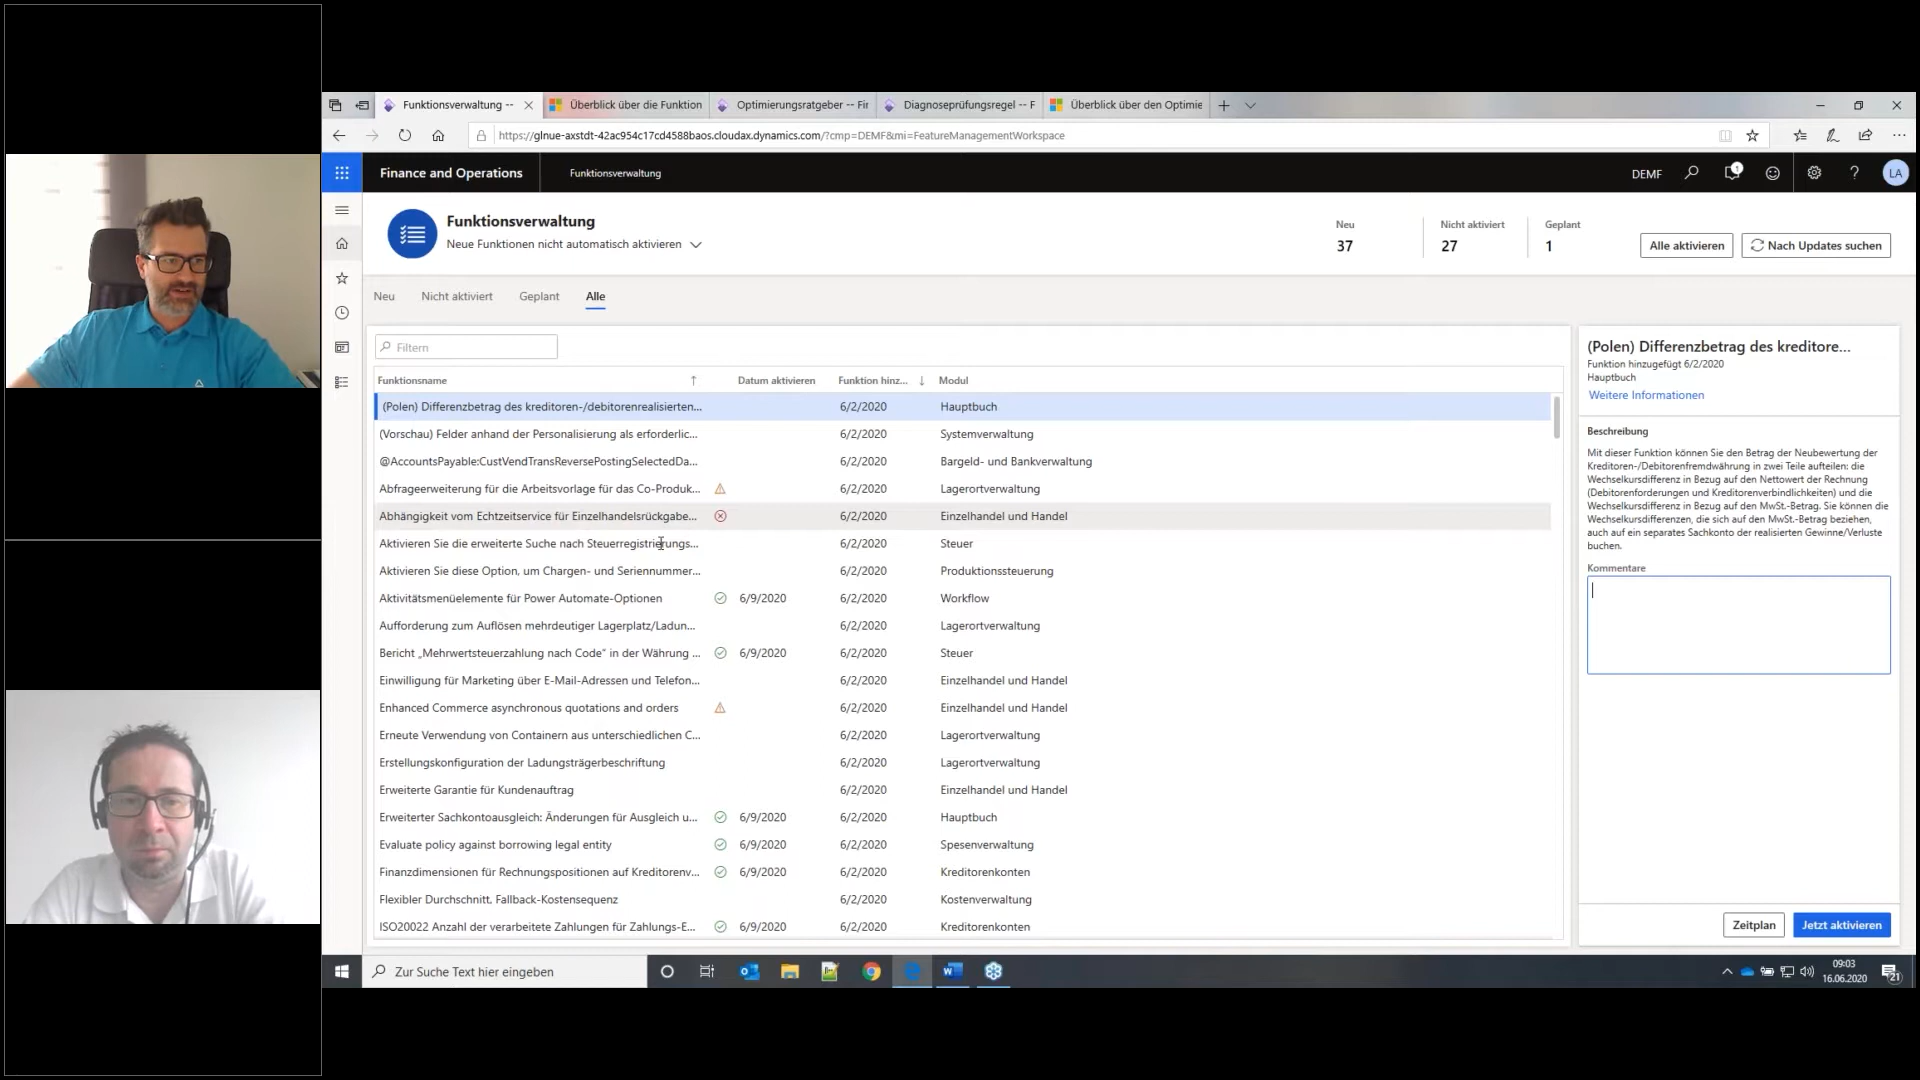 Funktionsverwaltung --
Überblick über die Funktion
Optimierungsratgeber -- Fir
Diagnoseprüfungsregel -- F
Überblick über den Optimie
https://glnue-axstdt-42ac954c17cd4588baos.cloudax.dynamics.com/?cmp=DEMF&mi=FeatureManagementWorkspace
Finance and Operations
Funktionsverwaltung
DEMF
1
?
LA
Funktionsverwaltung
Neue Funktionen nicht automatisch aktivieren
Neu
37
Nicht aktiviert
27
Geplant
1
Alle aktivieren
Nach Updates suchen
Neu
Nicht aktiviert
Geplant
Alle
Filtern
Funktionsname ↑ Datum aktivieren Funktion hinz... ↓ Modul
(Polen) Differenzbetrag des kreditoren-/debitorenrealisierten... 6/2/2020 Hauptbuch
(Vorschau) Felder anhand der Personalisierung als erforderlic... 6/2/2020 Systemverwaltung
@AccountsPayable:CustVendTransReversePostingSelectedDa... 6/2/2020 Bargeld- und Bankverwaltung
Abfrageerweiterung für die Arbeitsvorlage für das Co-Produk... 6/2/2020 Lagerortverwaltung
Abhängigkeit vom Echtzeitservice für Einzelhandelsrückgabe... 6/2/2020 Einzelhandel und Handel
Aktivieren Sie die erweiterte Suche nach Steuerregistrierungs... 6/2/2020 Steuer
Aktivieren Sie diese Option, um Chargen- und Seriennummer... 6/2/2020 Produktionssteuerung
Aktivitätsmenüelemente für Power Automate-Optionen 6/9/2020 6/2/2020 Workflow
Aufforderung zum Auflösen mehrdeutiger Lagerplatz/Ladun... 6/2/2020 Lagerortverwaltung
Bericht „Mehrwertsteuerzahlung nach Code" in der Währung ... 6/9/2020 6/2/2020 Steuer
Einwilligung für Marketing über E-Mail-Adressen und Telefon... 6/2/2020 Einzelhandel und Handel
Enhanced Commerce asynchronous quotations and orders 6/2/2020 Einzelhandel und Handel
Erneute Verwendung von Containern aus unterschiedlichen C... 6/2/2020 Lagerortverwaltung
Erstellungskonfiguration der Ladungsträgerbeschriftung 6/2/2020 Lagerortverwaltung
Erweiterte Garantie für Kundenauftrag 6/2/2020 Einzelhandel und Handel
Erweiterter Sachkontoausgleich: Änderungen für Ausgleich u... 6/9/2020 6/2/2020 Hauptbuch
Evaluate policy against borrowing legal entity 6/9/2020 6/2/2020 Spesenverwaltung
Finanzdimensionen für Rechnungspositionen auf Kreditorenv... 6/9/2020 6/2/2020 Kreditorenkonten
Flexibler Durchschnitt, Fallback-Kostensequenz 6/2/2020 Kostenverwaltung
ISO20022 Anzahl der verarbeitete Zahlungen für Zahlungs-E... 6/9/2020 6/2/2020 Kreditorenkonten
(Polen) Differenzbetrag des kreditore...
Funktion hinzugefügt 6/2/2020
Hauptbuch
Weitere Informationen
Beschreibung
Mit dieser Funktion können Sie den Betrag der Neubewertung der
Kreditoren-/Debitorenfremdwährung in zwei Teile aufteilen: die
Wechselkursdifferenz in Bezug auf den Nettowert der Rechnung
(Debitorenforderungen und Kreditorenverbindlichkeiten) und die
Wechselkursdifferenz in Bezug auf den MwSt.-Betrag. Sie können die
Wechselkursdifferenzen, die sich auf den MwSt.-Betrag beziehen,
auch auf ein separates Sachkonto der realisierten Gewinne/Verluste
buchen.
Kommentare
Zeitplan
Jetzt aktivieren
Zur Suche Text hier eingeben
09:03
16.06.2020
21